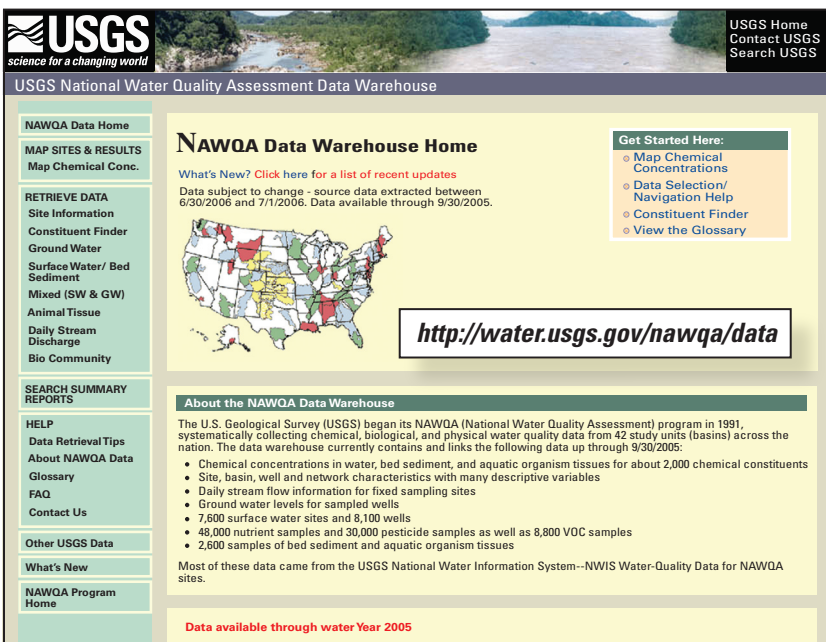 USGS
science for a changing world
USGS Home
Contact USGS
Search USGS
USGS National Water Quality Assessment Data Warehouse
NAWQA Data Home
MAP SITES & RESULTS
Map Chemical Conc.
RETRIEVE DATA
Site Information
Constituent Finder
Ground Water
Surface Water/ Bed
Sediment
Mixed (SW & GW)
Animal Tissue
Daily Stream
Discharge
Bio Community
SEARCH SUMMARY
REPORTS
HELP
Data Retrieval Tips
About NAWQA Data
Glossary
FAQ
Contact Us
Other USGS Data
What's New
NAWQA Program
Home
NAWQA Data Warehouse Home
What's New? Click here for a list of recent updates
Data subject to change - source data extracted between
6/30/2006 and 7/1/2006. Data available through 9/30/2005.
Get Started Here:
Map Chemical
Concentrations
Data Selection/
Navigation Help
Constituent Finder
View the Glossary
http://water.usgs.gov/nawqa/data
About the NAWQA Data Warehouse
The U.S. Geological Survey (USGS) began its NAWQA (National Water Quality Assessment) program in 1991,
systematically collecting chemical, biological, and physical water quality data from 42 study units (basins) across the
nation. The data warehouse currently contains and links the following data up through 9/30/2005:
• Chemical concentrations in water, bed sediment, and aquatic organism tissues for about 2,000 chemical constituents
• Site, basin, well and network characteristics with many descriptive variables
• Daily stream flow information for fixed sampling sites
• Ground water levels for sampled wells
• 7,600 surface water sites and 8,100 wells
• 48,000 nutrient samples and 30,000 pesticide samples as well as 8,800 VOC samples
• 2,600 samples of bed sediment and aquatic organism tissues
Most of these data came from the USGS National Water Information System--NWIS Water-Quality Data for NAWQA
sites.
Data available through water Year 2005